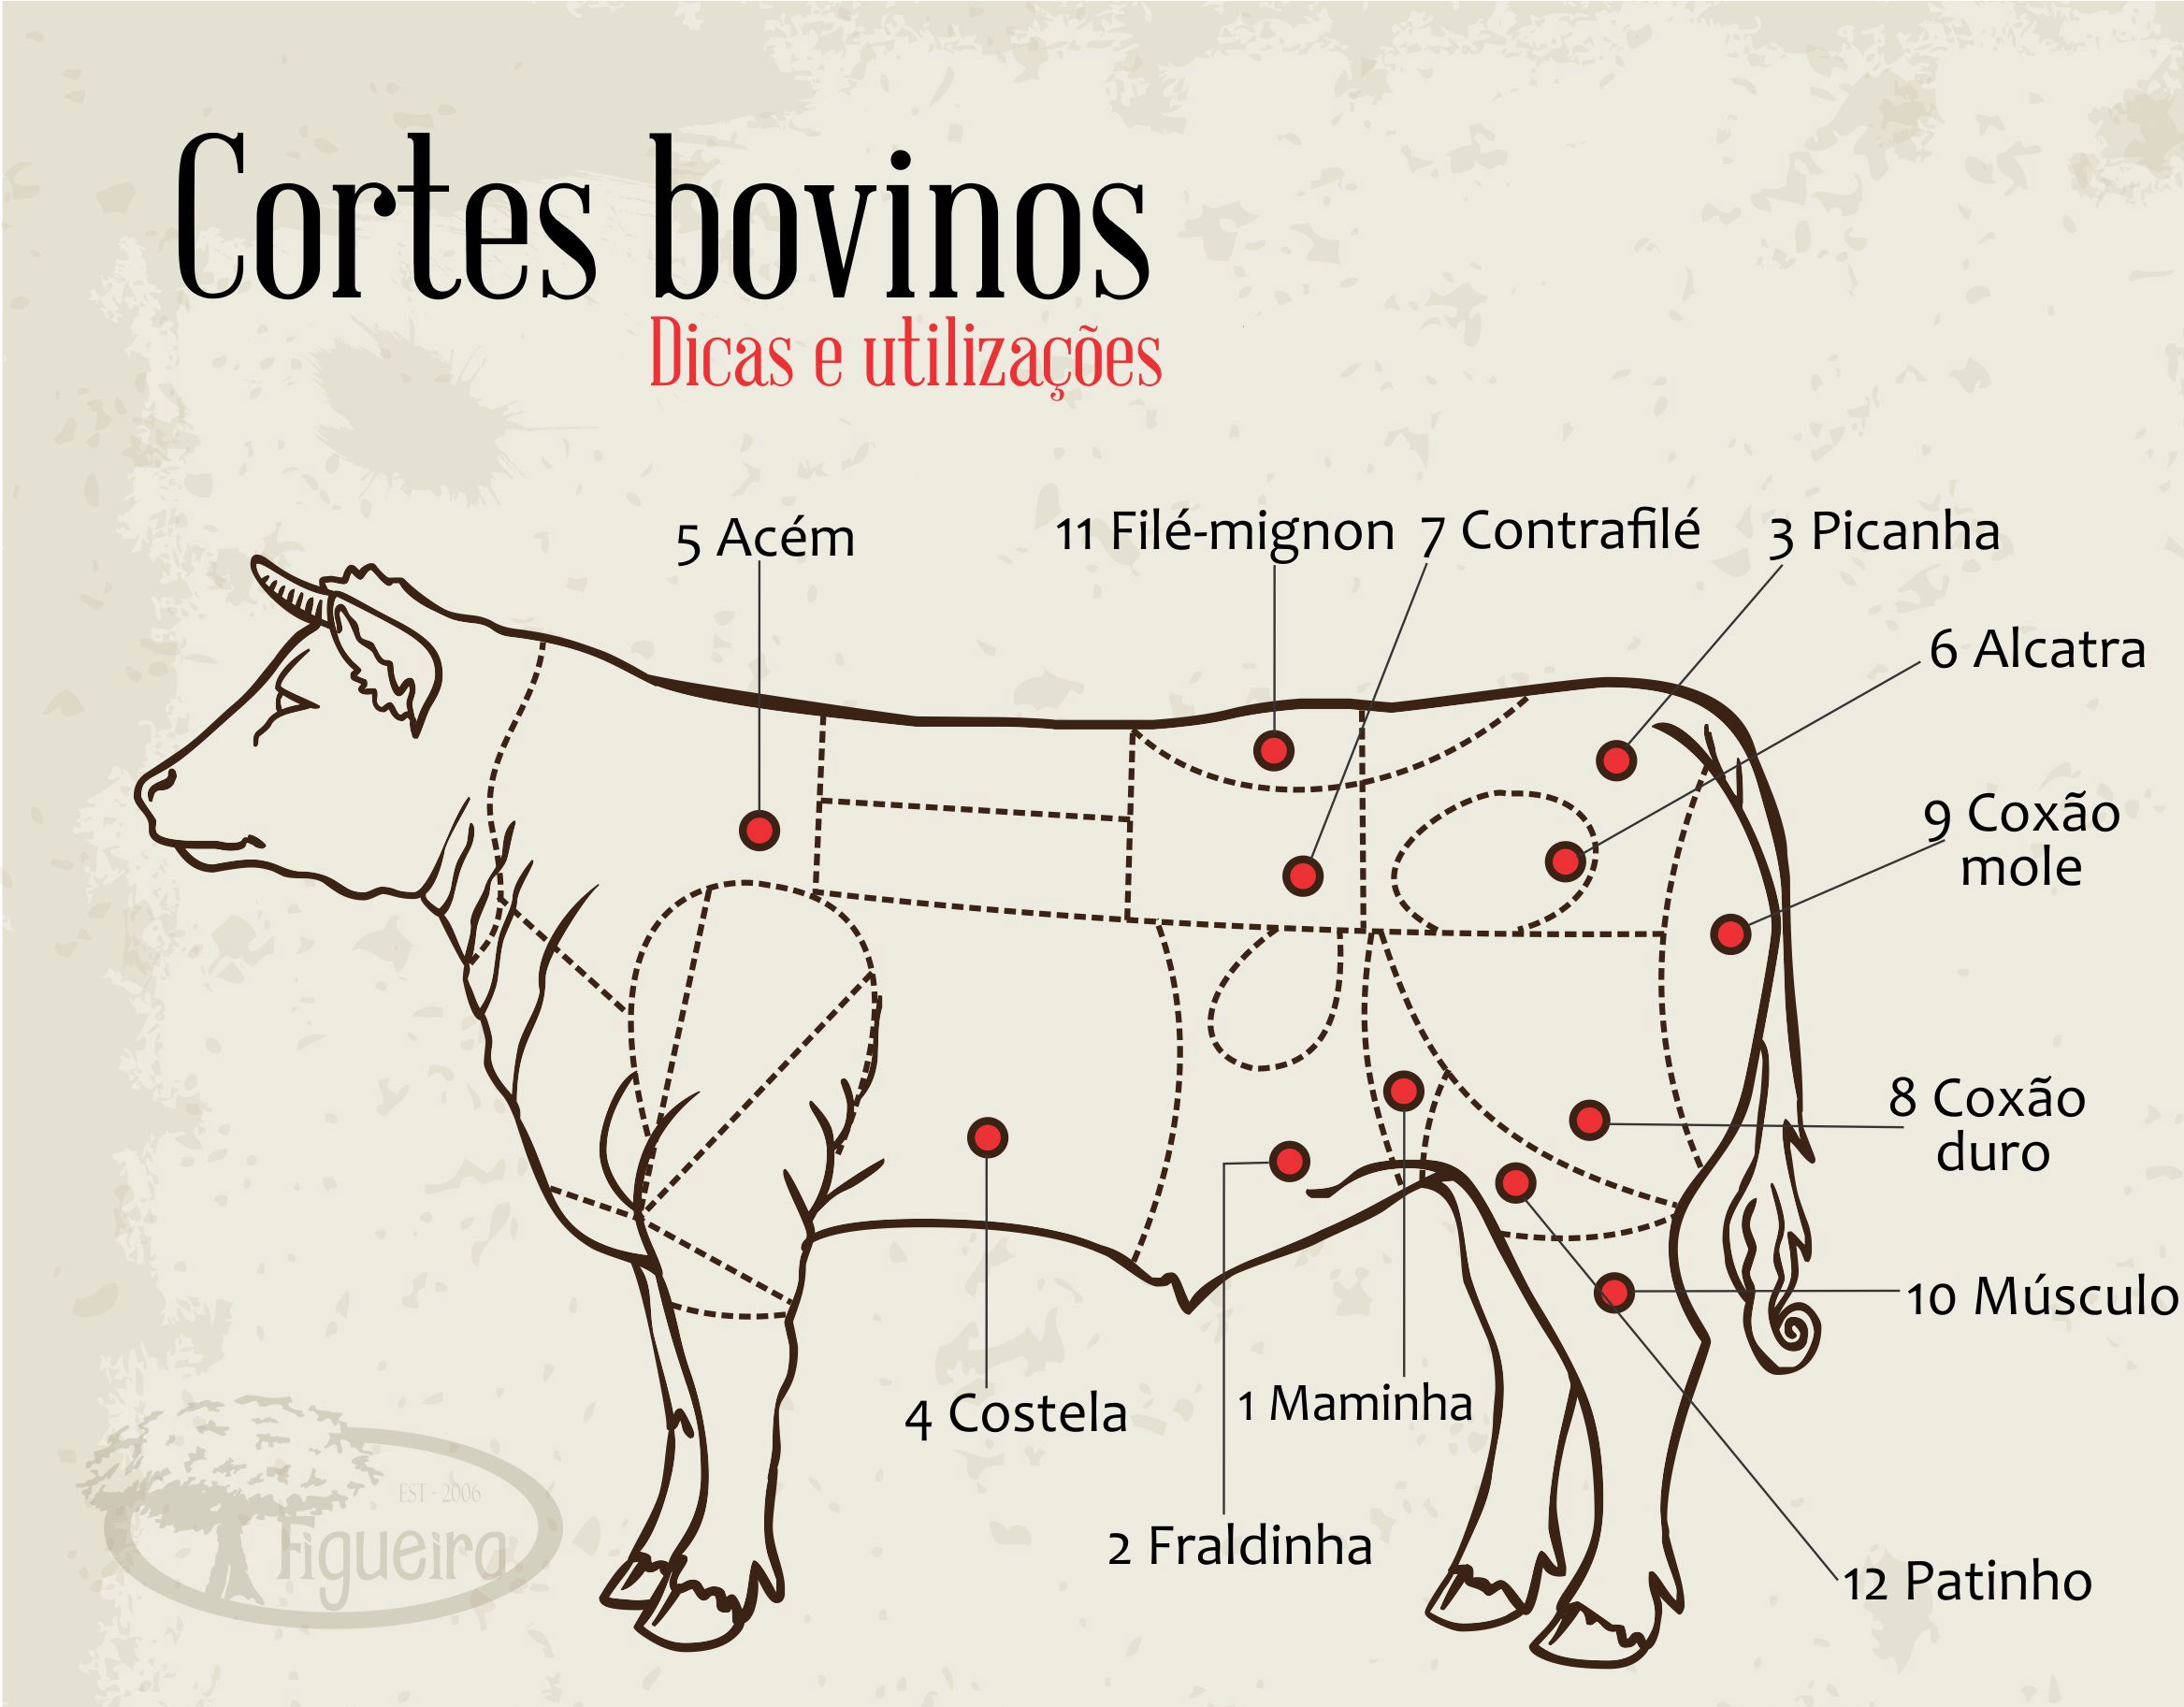 Cortes bovinos
Dicas e utilizações
5 Acém
11 Filé-mignon
7 Contrafilé
3 Picanha
6 Alcatra
9 Coxão
mole
8 Coxão
duro
10 Músculo
4 Costela
1 Maminha
2 Fraldinha
12 Patinho
EST - 2006
Figueira